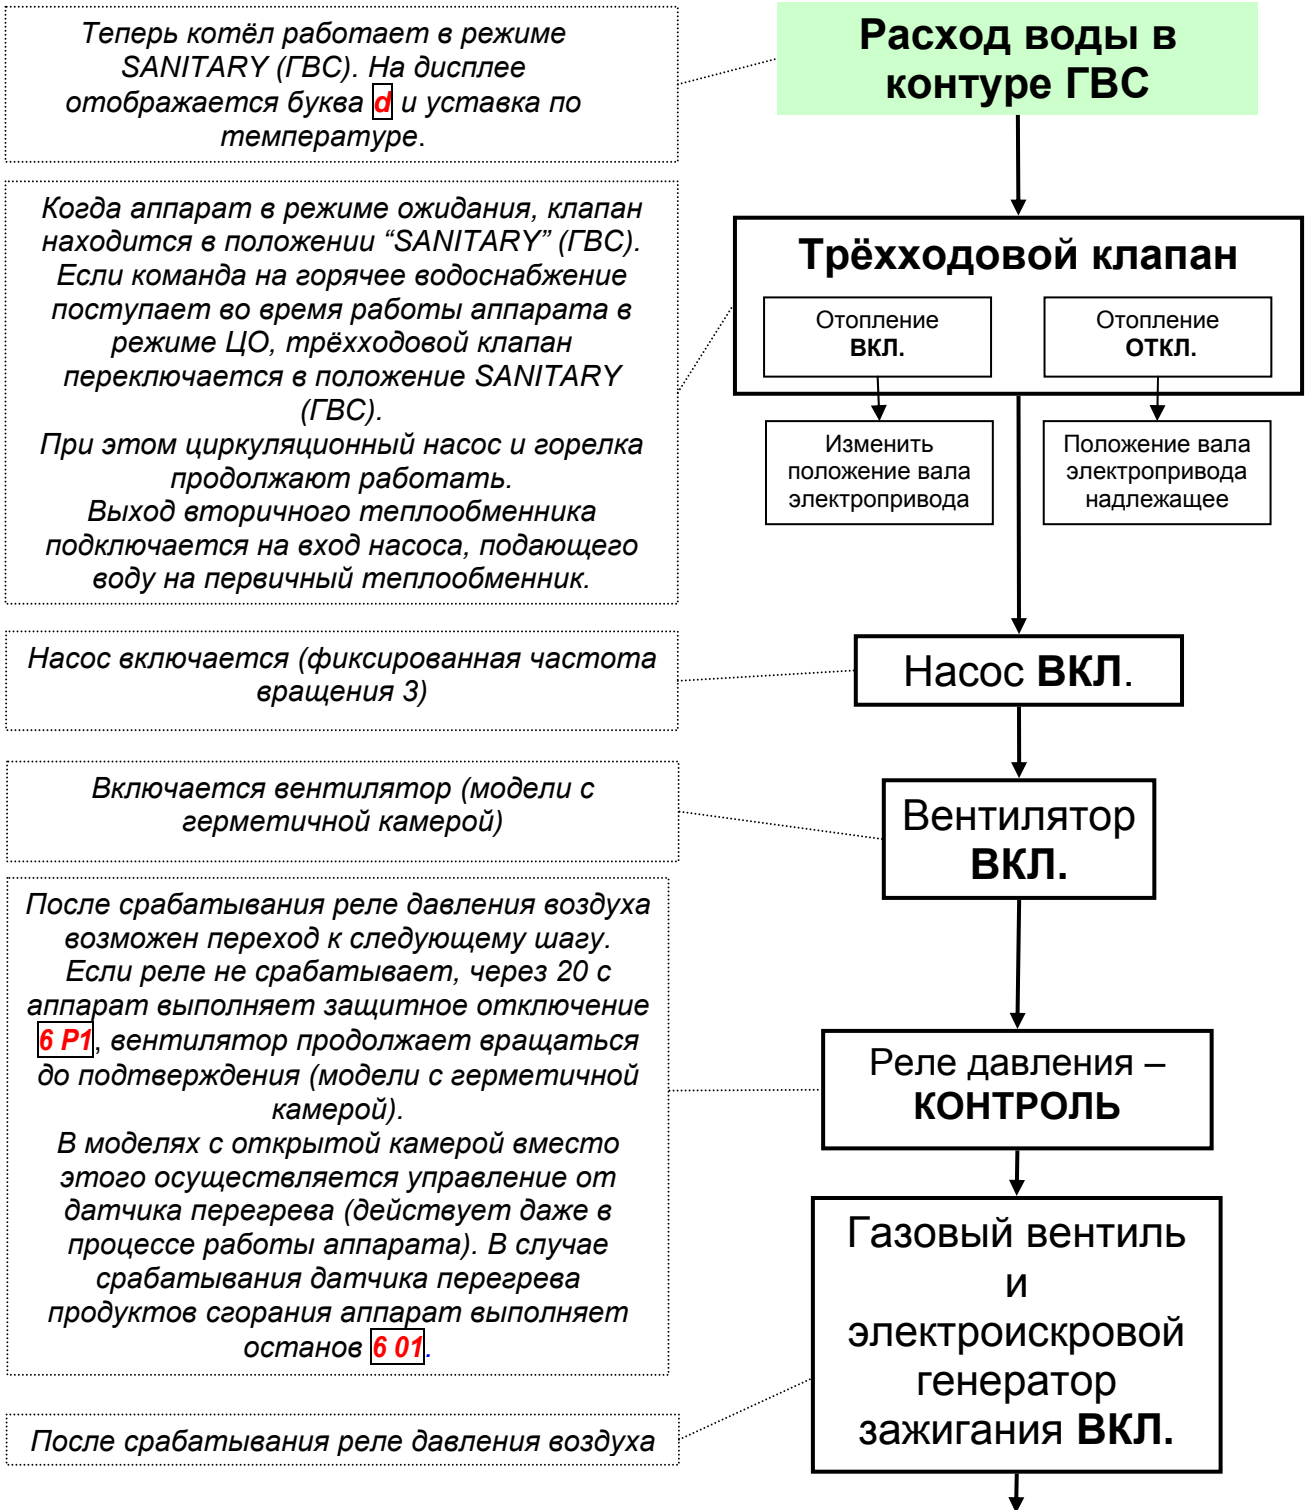 Теперь котёл работает в режиме
SANITARY (ГВС). На дисплее
отображается буква d и уставка по
температуре.
Расход воды в
контуре ГВС
Когда аппарат в режиме ожидания, клапан
находится в положении “SANITARY” (ГВС).
Если команда на горячее водоснабжение
поступает во время работы аппарата в
режиме ЦО, трёхходовой клапан
переключается в положение SANITARY
(ГВС).
При этом циркуляционный насос и горелка
продолжают работать.
Выход вторичного теплообменника
подключается на вход насоса, подающего
воду на первичный теплообменник.
Трёхходовой клапан
Отопление
ВКЛ.
Отопление
ОТКЛ.
Изменить
положение вала
электропривода
Положение вала
электропривода
надлежащее
Насос включается (фиксированная частота
вращения 3)
Насос ВКЛ.
Включается вентилятор (модели с
герметичной камерой)
Вентилятор
ВКЛ.
После срабатывания реле давления воздуха
возможен переход к следующему шагу.
Если реле не срабатывает, через 20 с
аппарат выполняет защитное отключение
6 P1, вентилятор продолжает вращаться
до подтверждения (модели с герметичной
камерой).
В моделях с открытой камерой вместо
этого осуществляется управление от
датчика перегрева (действует даже в
процессе работы аппарата). В случае
срабатывания датчика перегрева
продуктов сгорания аппарат выполняет
останов 6 01.
Реле давления –
КОНТРОЛЬ
Газовый вентиль
и
электроискровой
генератор
зажигания ВКЛ.
После срабатывания реле давления воздуха